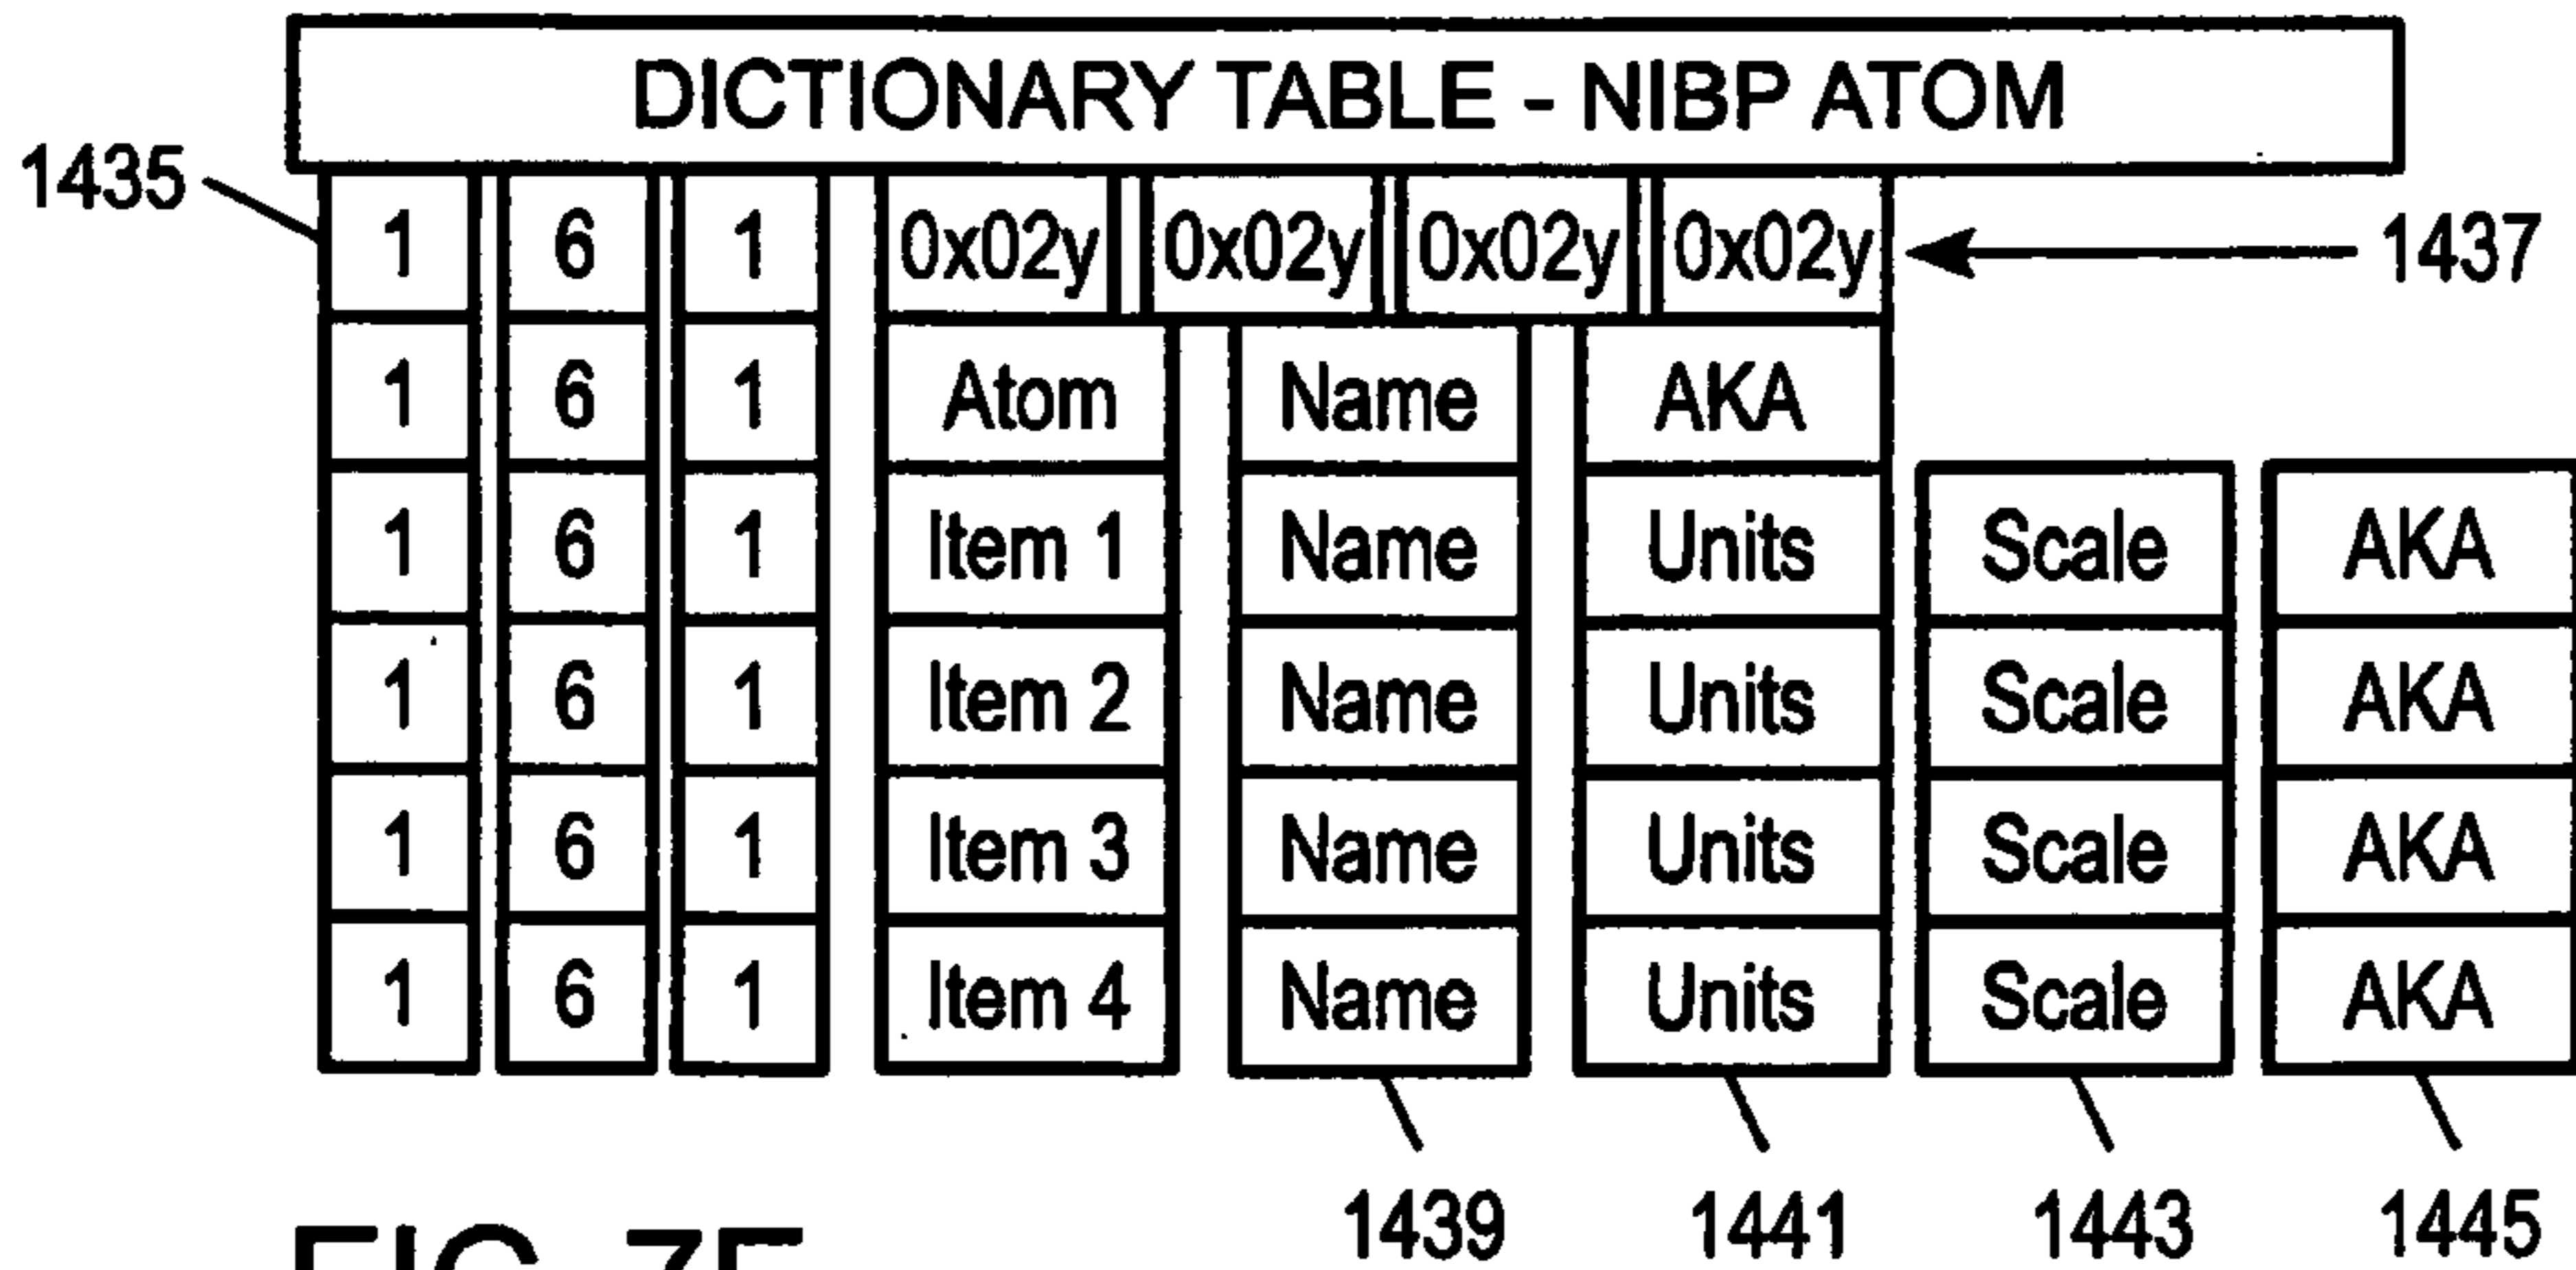 DICTIONARY TABLE - NIBP ATOM
1435
1 6 1 0x02y 0x02y 0x02y 0x02y 1437
1 6 1 Atom Name AKA
1 6 1 Item 1 Name Units Scale AKA
1 6 1 Item 2 Name Units Scale AKA
1 6 1 Item 3 Name Units Scale AKA
1 6 1 Item 4 Name Units Scale AKA
1439 1441 1443 1445